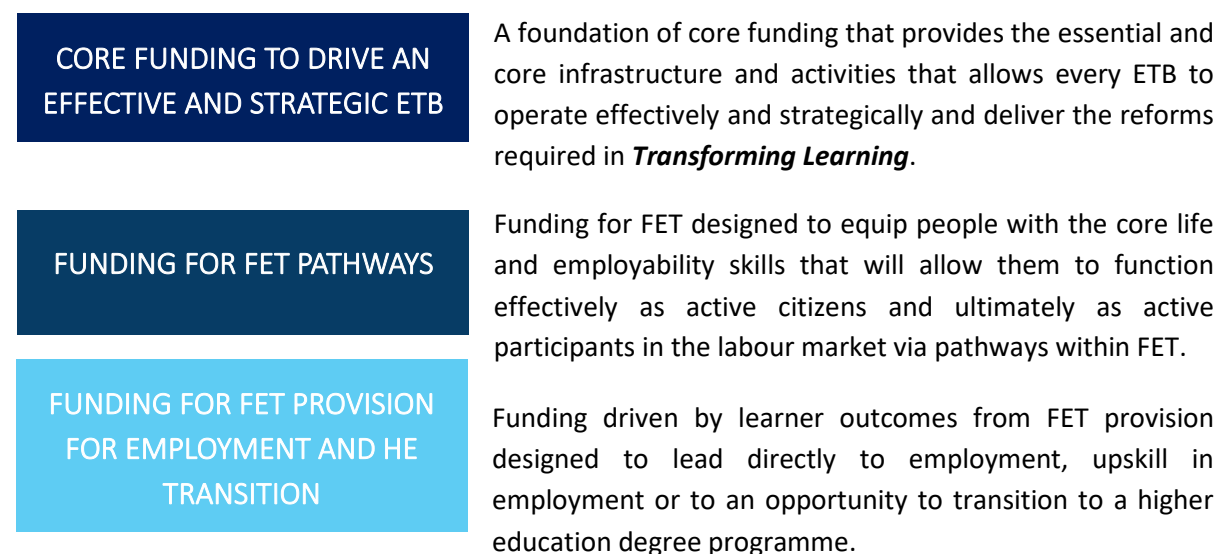 CORE FUNDING TO DRIVE AN
EFFECTIVE AND STRATEGIC ETB
A foundation of core funding that provides the essential and
core infrastructure and activities that allows every ETB to
operate effectively and strategically and deliver the reforms
required in Transforming Learning.
FUNDING FOR FET PATHWAYS
Funding for FET designed to equip people with the core life
and employability skills that will allow them to function
effectively as active citizens and ultimately as active
participants in the labour market via pathways within FET.
FUNDING FOR FET PROVISION
FOR EMPLOYMENT AND HE
TRANSITION
Funding driven by learner outcomes from FET provision
designed to lead directly to employment, upskill in
employment or to an opportunity to transition to a higher
education degree programme.